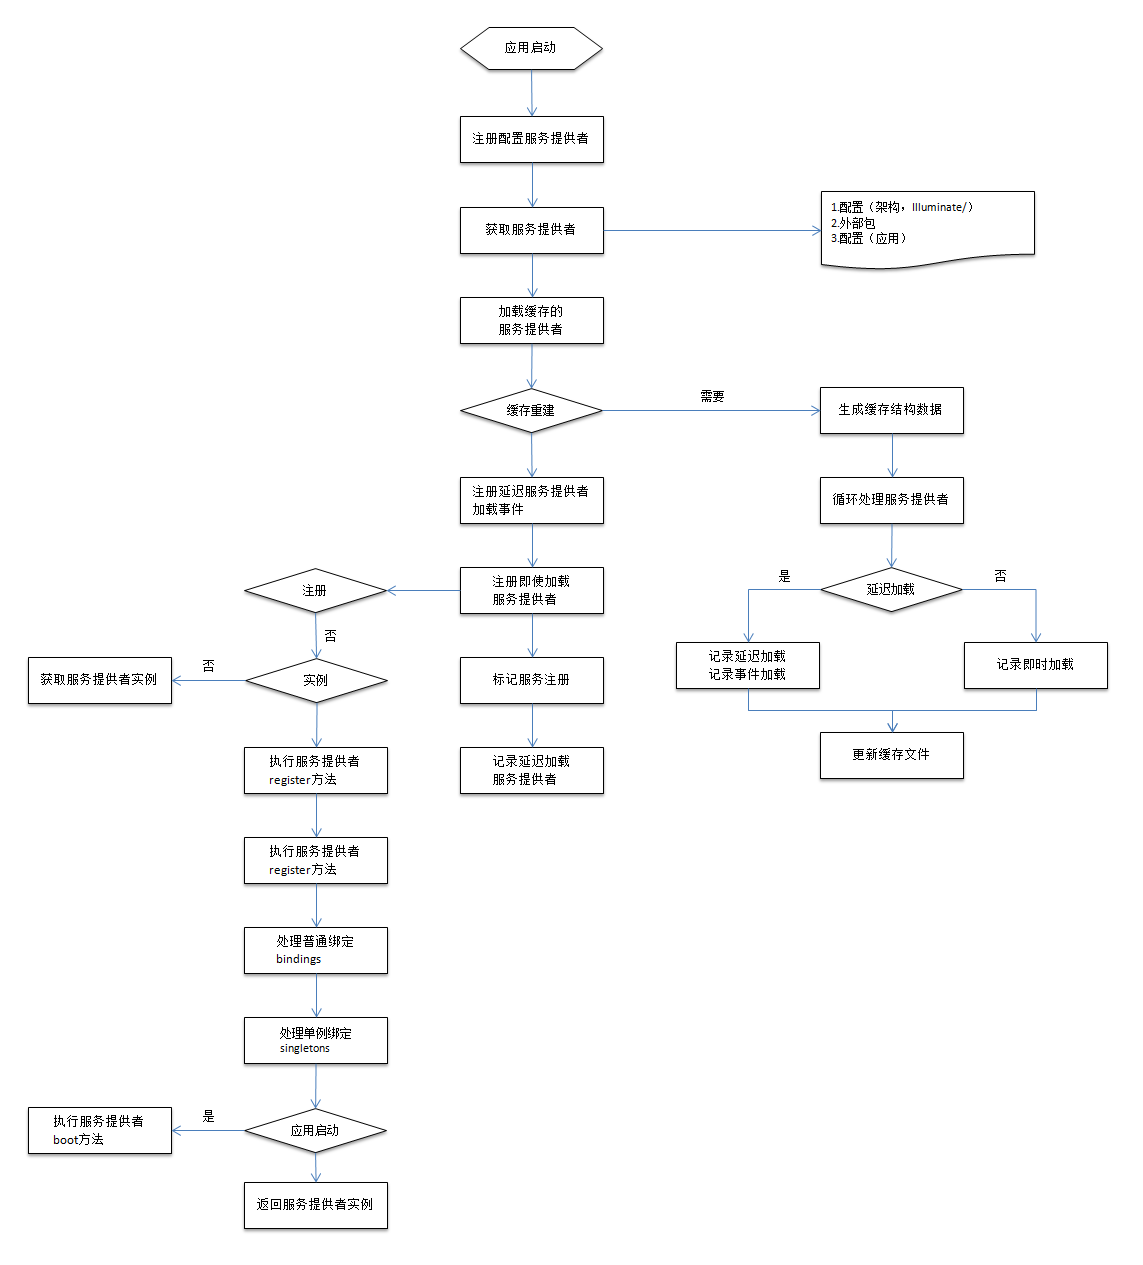 应用启动
注册配置服务提供者
获取服务提供者
1.配置（架构，Illuminate/）
2.外部包
3.配置（应用）
加载缓存的
服务提供者
缓存重建
需要
生成缓存结构数据
注册延迟服务提供者
加载事件
循环处理服务提供者
注册即使加载
服务提供者
注册
延迟加载
是
否
否
实例
否
获取服务提供者实例
标记服务注册
记录延迟加载
记录事件加载
记录即时加载
执行服务提供者
register方法
记录延迟加载
服务提供者
更新缓存文件
执行服务提供者
register方法
处理普通绑定
bindings
处理单例绑定
singletons
应用启动
是
执行服务提供者
boot方法
返回服务提供者实例